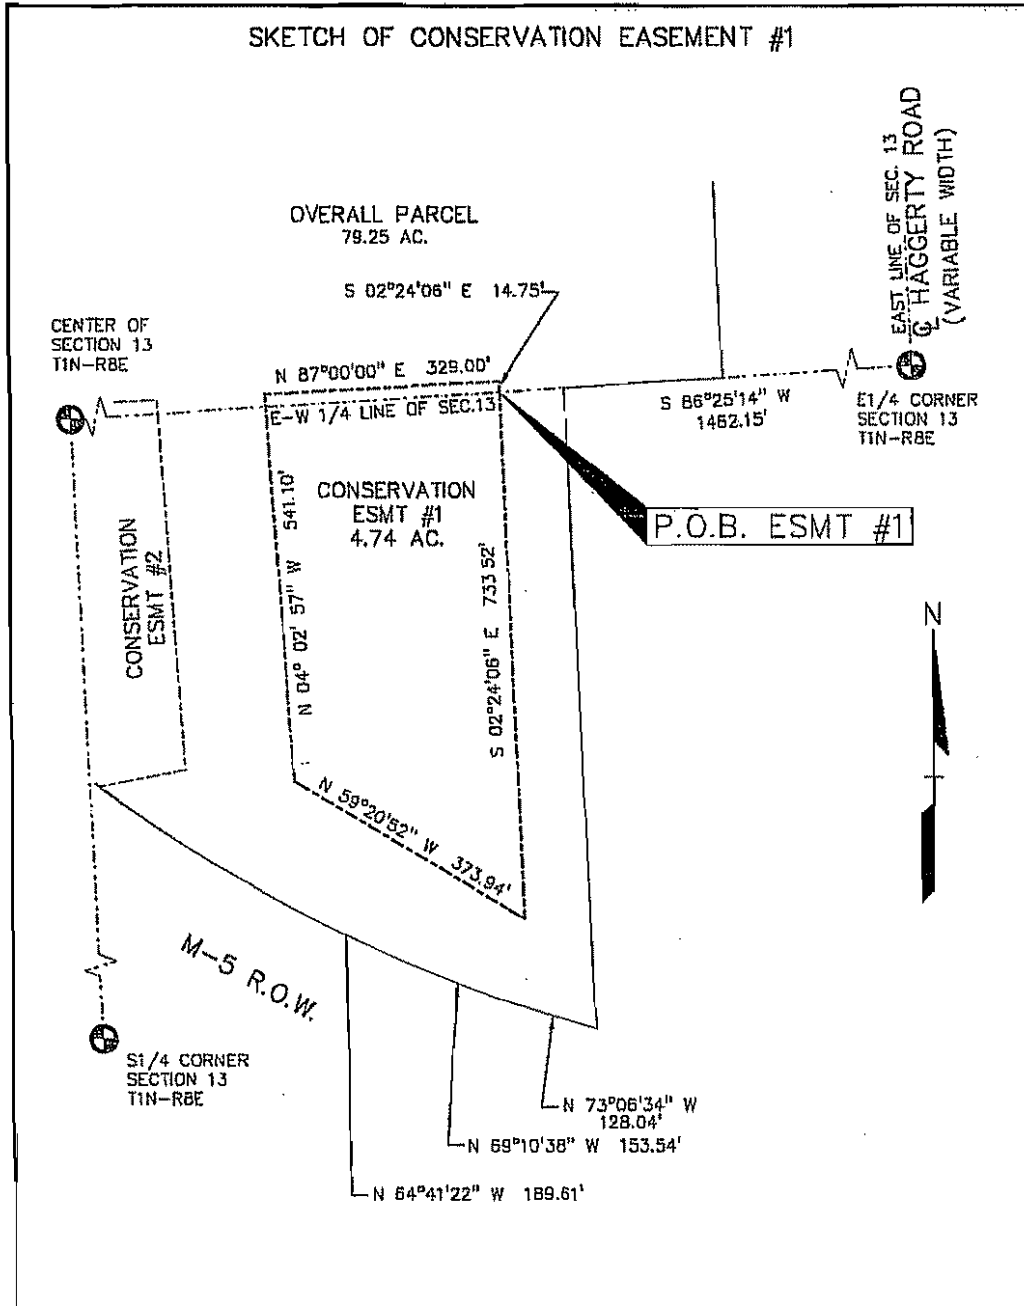 SKETCH OF CONSERVATION EASEMENT #1
EAST LINE OF SEC. 13
℄ HAGGERTY ROAD
(VARIABLE WIDTH)
OVERALL PARCEL
79.25 AC.
S 02°24'06" E 14.75'
CENTER OF
SECTION 13
T1N-R8E
N 87°00'00" E 329.00'
E-W 1/4 LINE OF SEC.13
S 86°25'14" W
1462.15'
E1/4 CORNER
SECTION 13
T1N-R8E
CONSERVATION
ESMT #1
4.74 AC.
P.O.B. ESMT #1
CONSERVATION
ESMT #2
N 04° 02' 57" W 541.10'
S 02°24'06" E 733.52'
N
N 59°20'52" W 373.94'
M-5 R.O.W.
S1/4 CORNER
SECTION 13
T1N-R8E
N 73°06'34" W
128.04'
N 69°10'38" W 153.54'
N 64°41'22" W 189.61'